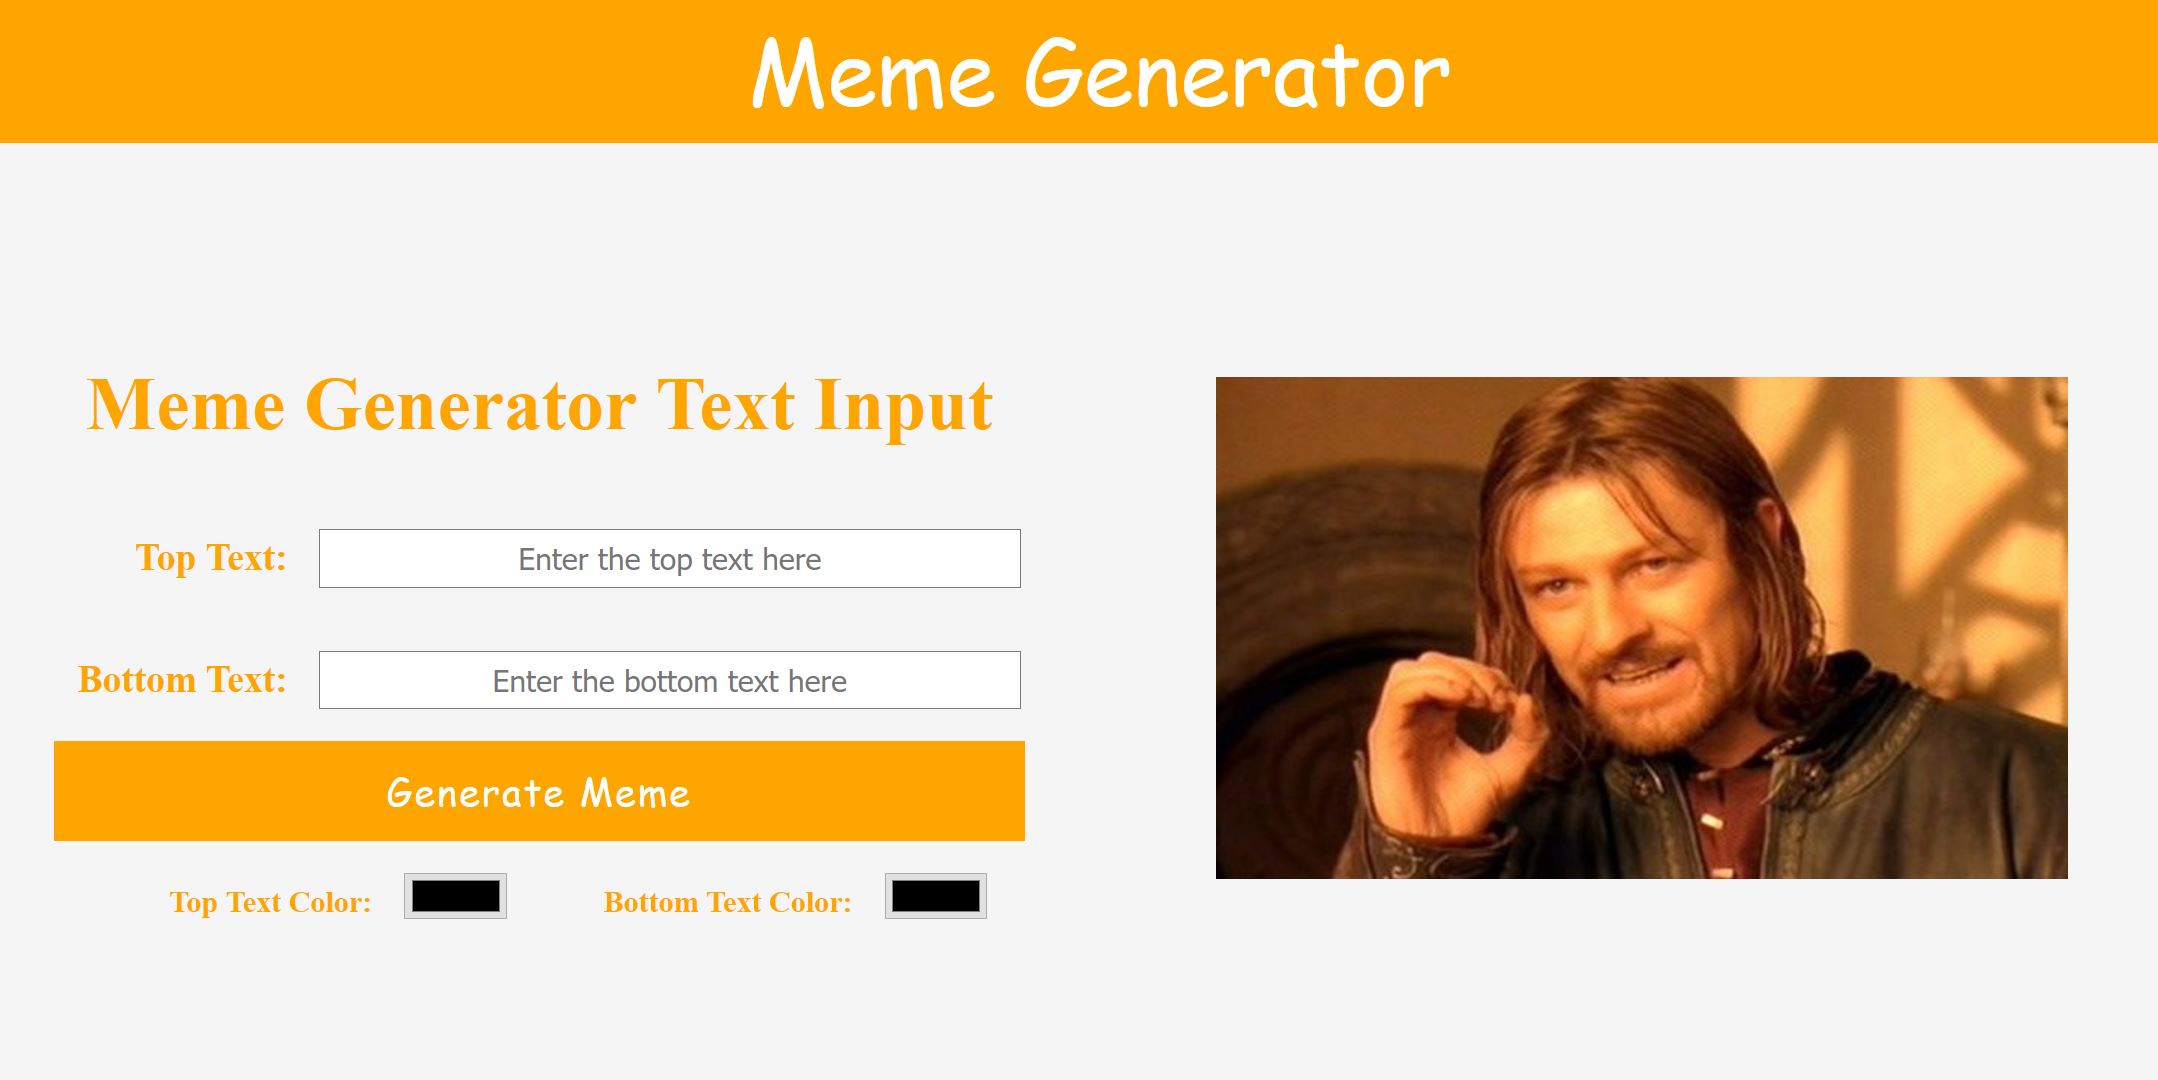 Meme Generator
Meme Generator Text Input
Top Text: Enter the top text here
Bottom Text: Enter the bottom text here
Generate Meme
Top Text Color: Bottom Text Color: